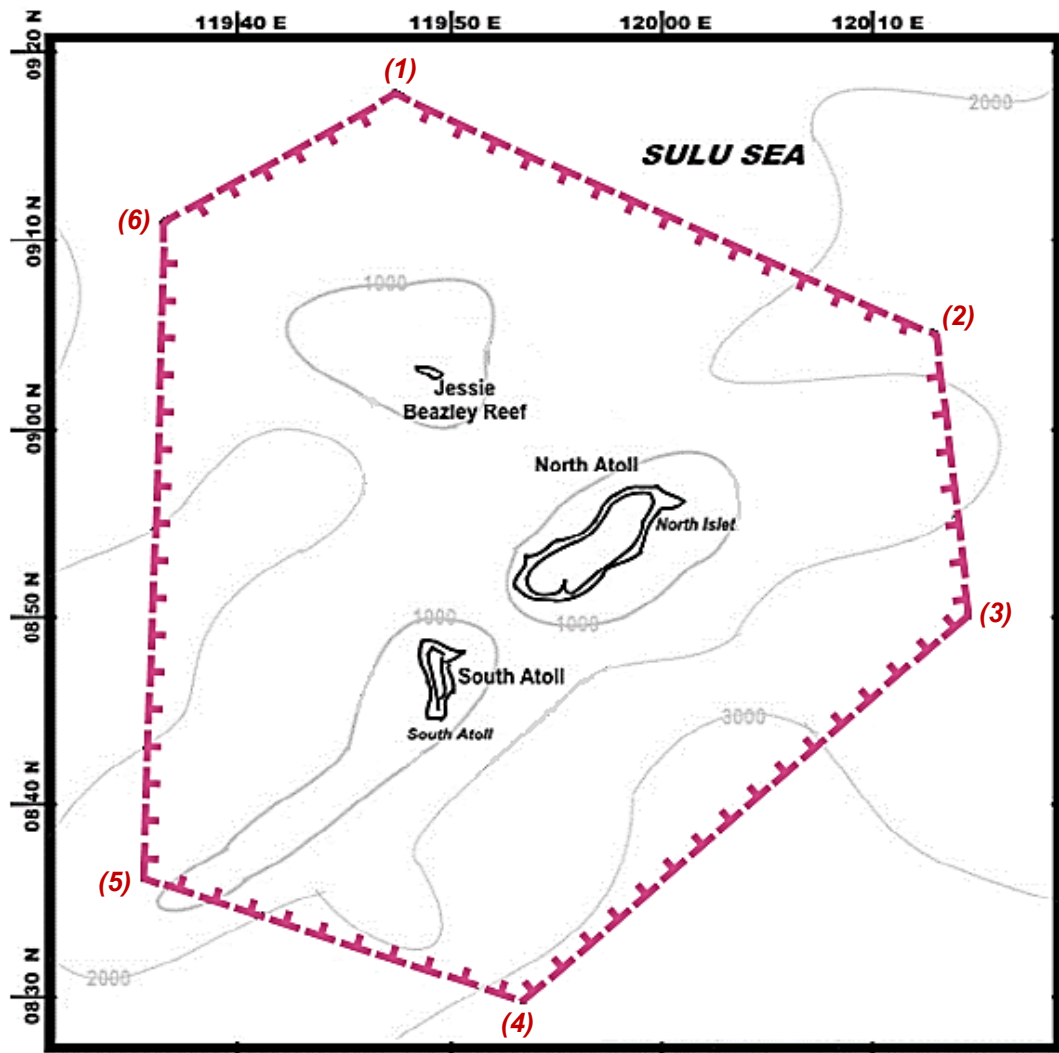 119 40 E
119 50 E
120 00 E
120 10 E
09 20 N
(1)
2000
SULU SEA
(6)
09 10 N
1000
(2)
Jessie
Beazley Reef
09 00 N
North Atoll
North Islet
08 50 N
1000
1000
(3)
South Atoll
South Atoll
3000
08 40 N
(5)
2000
08 30 N
(4)